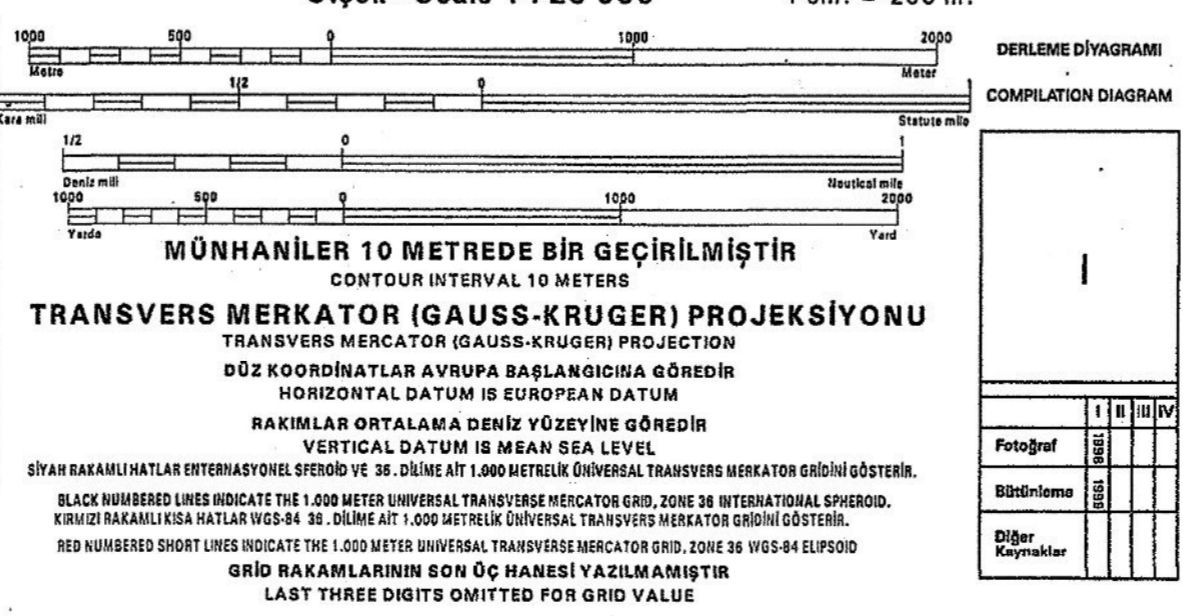 1000 500 0 1000 2000
Metre Meter
1/2 0 1
Kara mili Statute mile
1/2 0 1
Deniz mili Nautical mile
1000 500 0 1000 2000
Yarda Yard
MÜNHANİLER 10 METREDE BİR GEÇİRİLMİŞTİR
CONTOUR INTERVAL 10 METERS
TRANSVERS MERKATOR (GAUSS-KRUGER) PROJEKSİYONU
TRANSVERS MERCATOR (GAUSS-KRUGER) PROJECTION
DÜZ KOORDİNATLAR AVRUPA BAŞLANGICINA GÖREDİR
HORIZONTAL DATUM IS EUROPEAN DATUM
RAKIMLAR ORTALAMA DENİZ YÜZEYİNE GÖREDİR
VERTICAL DATUM IS MEAN SEA LEVEL
SİYAH RAKAMLI HATLAR ENTERNASYONEL SFEROİD VE 36. DİLİME AİT 1.000 METRELİK ÜNİVERSAL TRANSVERS MERKATOR GRİDİNİ GÖSTERİR.
BLACK NUMBERED LINES INDICATE THE 1.000 METER UNIVERSAL TRANSVERSE MERCATOR GRID, ZONE 36 INTERNATIONAL SPHEROID.
KIRMIZI RAKAMLI KISA HATLAR WGS-84 36. DİLİME AİT 1.000 METRELİK ÜNİVERSAL TRANSVERS MERKATOR GRİDİNİ GÖSTERİR.
RED NUMBERED SHORT LINES INDICATE THE 1.000 METER UNIVERSAL TRANSVERSE MERCATOR GRID, ZONE 36 WGS-84 ELIPSOID
GRİD RAKAMLARININ SON ÜÇ HANESİ YAZILMAMIŞTIR
LAST THREE DIGITS OMITTED FOR GRID VALUE
DERLEME DİYAGRAMI
COMPILATION DIAGRAM
I
I II III IV
Fotoğraf 1996
Bütünleme 1999
Diğer
Kaynaklar